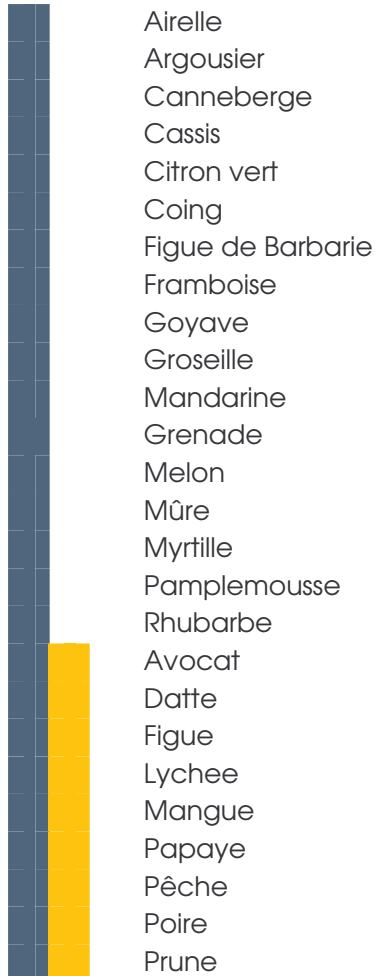 Airelle
Argousier
Canneberge
Cassis
Citron vert
Coing
Figue de Barbarie
Framboise
Goyave
Groseille
Mandarine
Grenade
Melon
Mûre
Myrtille
Pamplemousse
Rhubarbe
Avocat
Datte
Figue
Lychee
Mangue
Papaye
Pêche
Poire
Prune